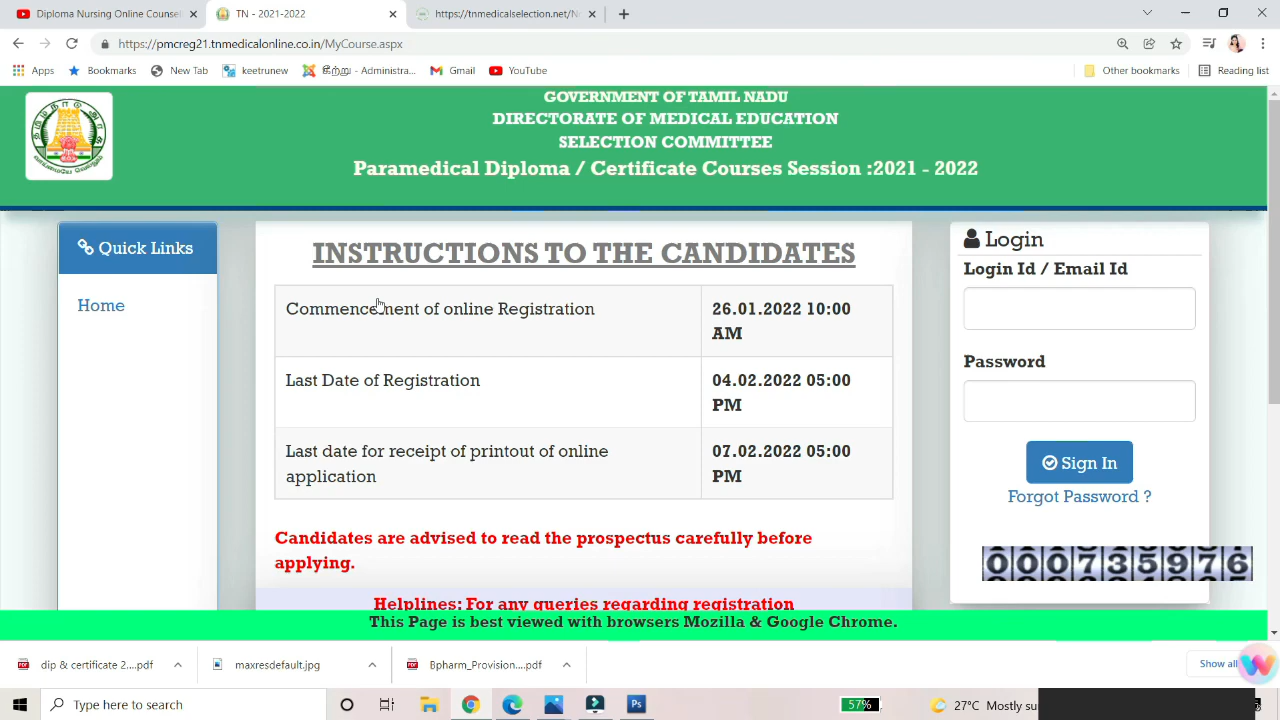 Diploma Nursing Online Counsel
TN - 2021-2022
https://medicalselection.net/N
https://pmcreg21.tnmedicalonline.co.in/MyCourse.aspx
Apps
Bookmarks
New Tab
keetrunew
கீற்று - Administra...
Gmail
YouTube
Other bookmarks
Reading list
GOVERNMENT OF TAMIL NADU
DIRECTORATE OF MEDICAL EDUCATION
SELECTION COMMITTEE
Paramedical Diploma / Certificate Courses Session :2021 - 2022
Quick Links
Home
INSTRUCTIONS TO THE CANDIDATES
Commencement of online Registration
26.01.2022 10:00
AM
Last Date of Registration
04.02.2022 05:00
PM
Last date for receipt of printout of online
application
07.02.2022 05:00
PM
Candidates are advised to read the prospectus carefully before
applying.
Helplines: For any queries regarding registration
Login
Login Id / Email Id
Password
Sign In
Forgot Password ?
000735976
This Page is best viewed with browsers Mozilla & Google Chrome.
dip & certificate 2....pdf
maxresdefault.jpg
Bpharm_Provision....pdf
Show all
Type here to search
Ps
57%
27°C Mostly su